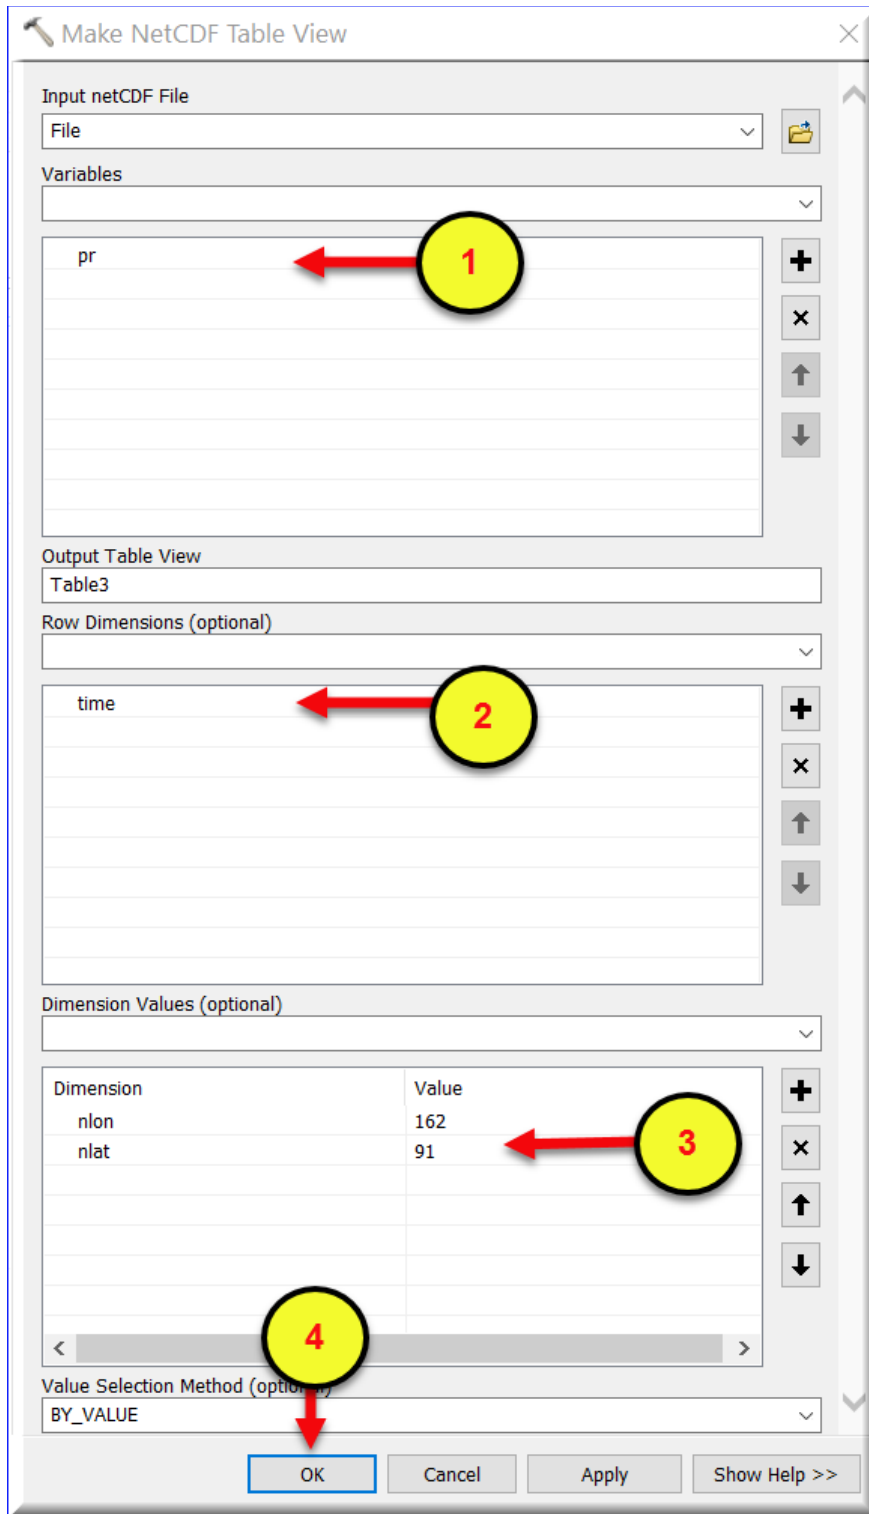 Make NetCDF Table View
Input netCDF File
File
Variables
pr
1
Output Table View
Table3
Row Dimensions (optional)
time
2
Dimension Values (optional)
Dimension Value
nlon 162
nlat 91
3
4
Value Selection Method (optional)
BY_VALUE
OK Cancel Apply Show Help >>